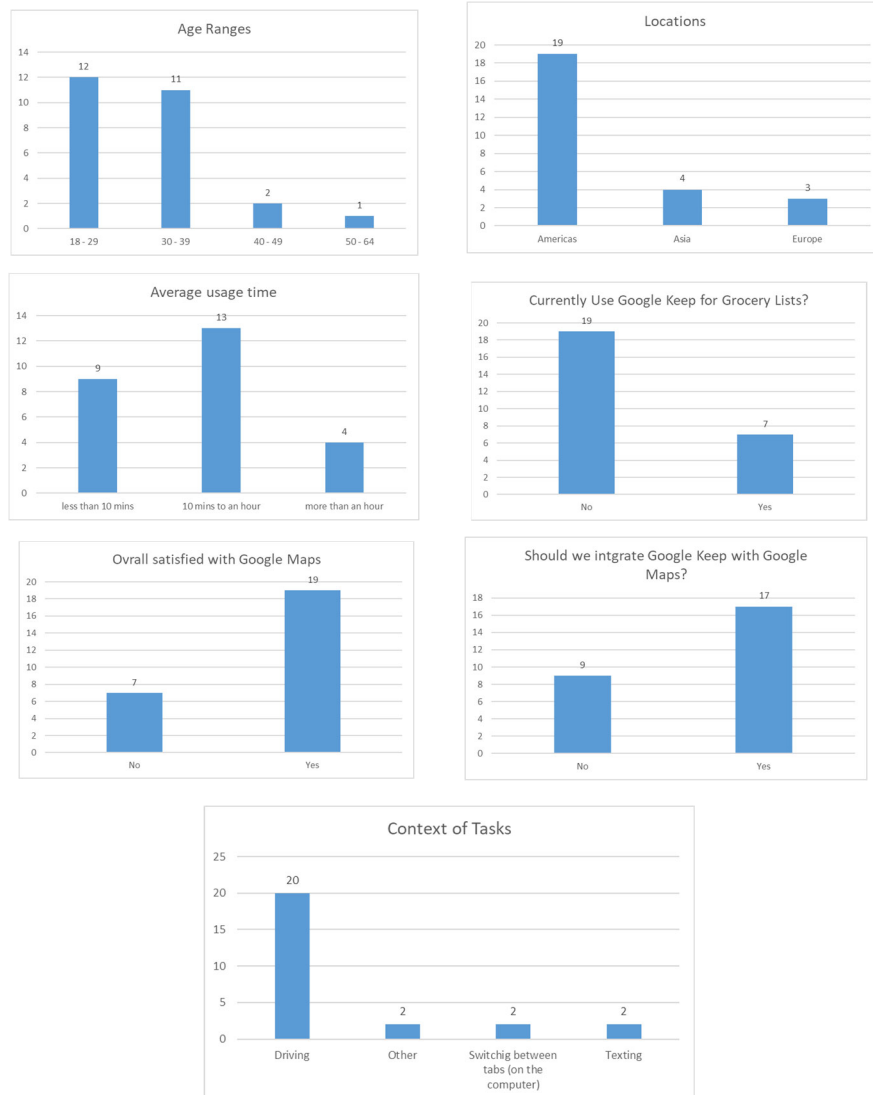 Age Ranges
14
12
10
8
6
4
2
0
12
11
2
1
18 - 29
30 - 39
40 - 49
50 - 64
Locations
20
18
16
14
12
10
8
6
4
2
0
19
4
3
Americas
Asia
Europe
Average usage time
14
12
10
8
6
4
2
0
9
13
4
less than 10 mins
10 mins to an hour
more than an hour
Currently Use Google Keep for Grocery Lists?
20
18
16
14
12
10
8
6
4
2
0
19
7
No
Yes
Ovrall satisfied with Google Maps
20
18
16
14
12
10
8
6
4
2
0
7
19
No
Yes
Should we intgrate Google Keep with Google
Maps?
18
16
14
12
10
8
6
4
2
0
9
17
No
Yes
Context of Tasks
25
20
15
10
5
0
20
2
2
2
Driving
Other
Switchig between
tabs (on the
computer)
Texting